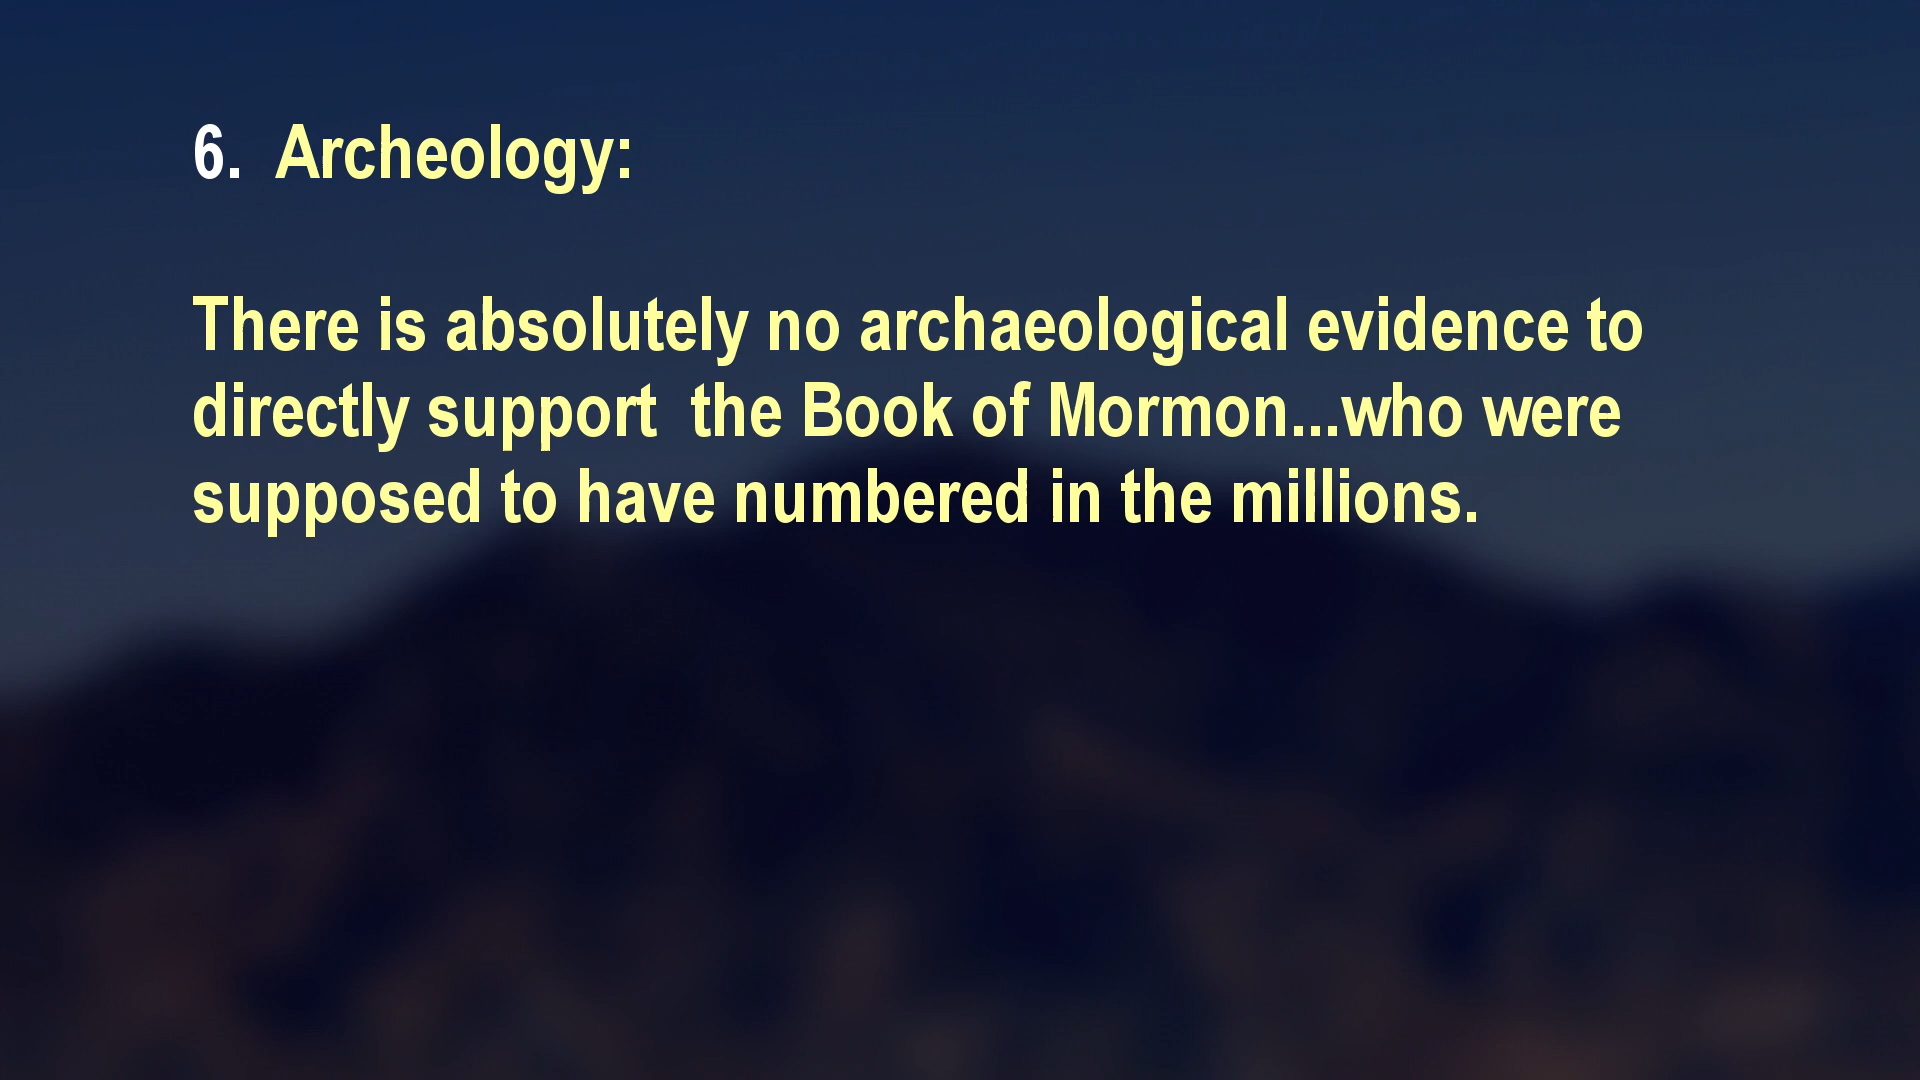 6.  Archeology:
There is absolutely no archaeological evidence to
directly support  the Book of Mormon...who were
supposed to have numbered in the millions.